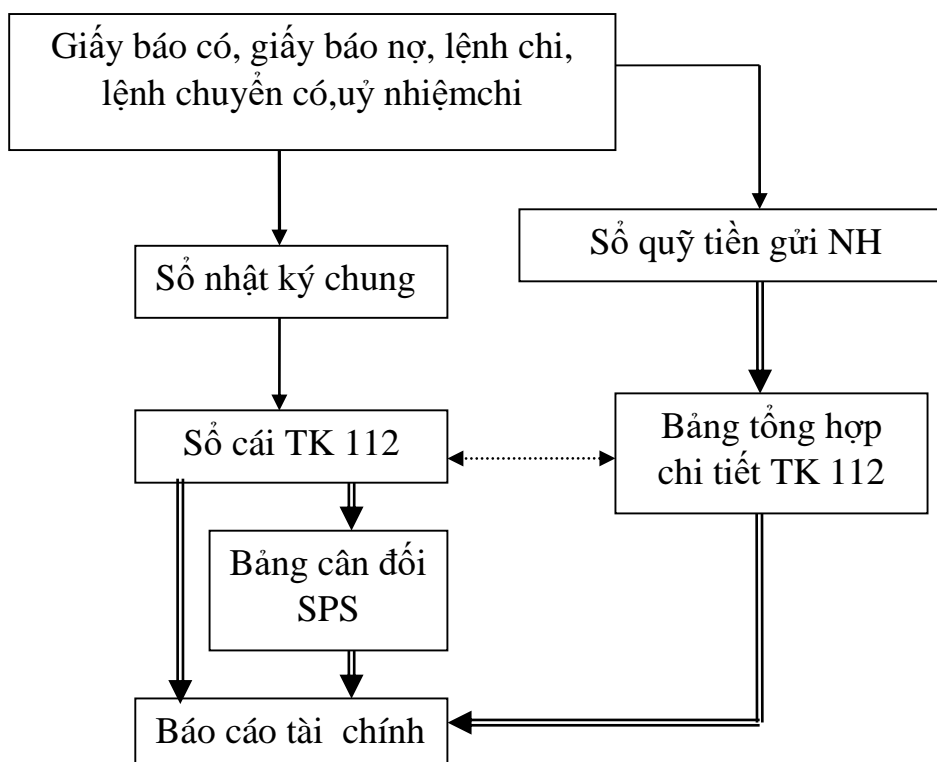 Giấy báo có, giấy báo nợ, lệnh chi,
lệnh chuyển có,uỷ nhiệmchi
Sổ quỹ tiền gửi NH
Sổ nhật ký chung
Sổ cái TK 112
Bảng tổng hợp
chi tiết TK 112
Bảng cân đối
SPS
Báo cáo tài chính